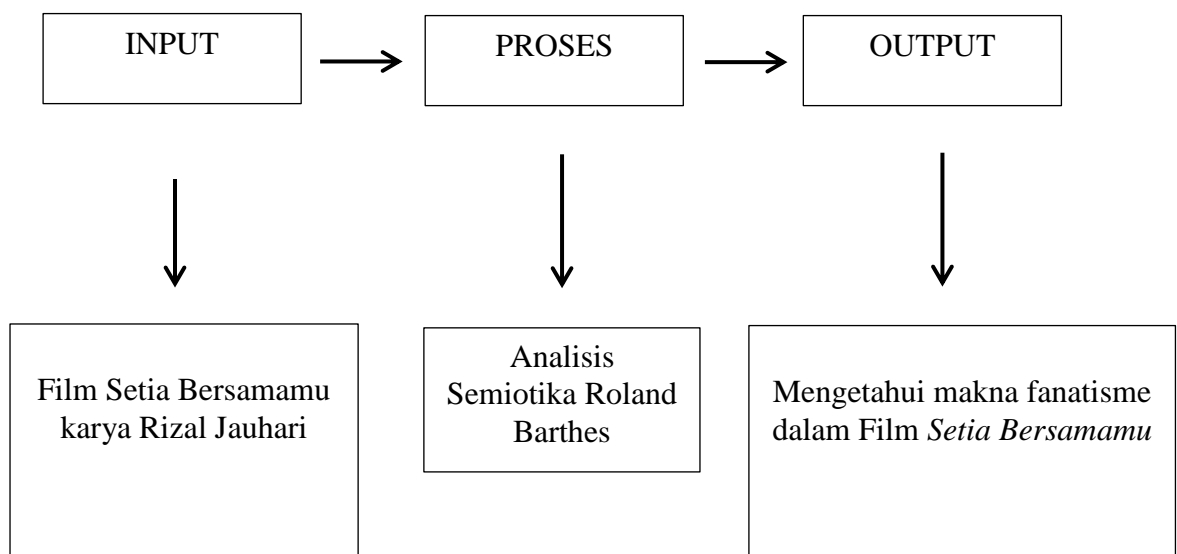 INPUT
PROSES
OUTPUT
Film Setia Bersamamu
karya Rizal Jauhari
Analisis
Semiotika Roland
Barthes
Mengetahui makna fanatisme
dalam Film Setia Bersamamu